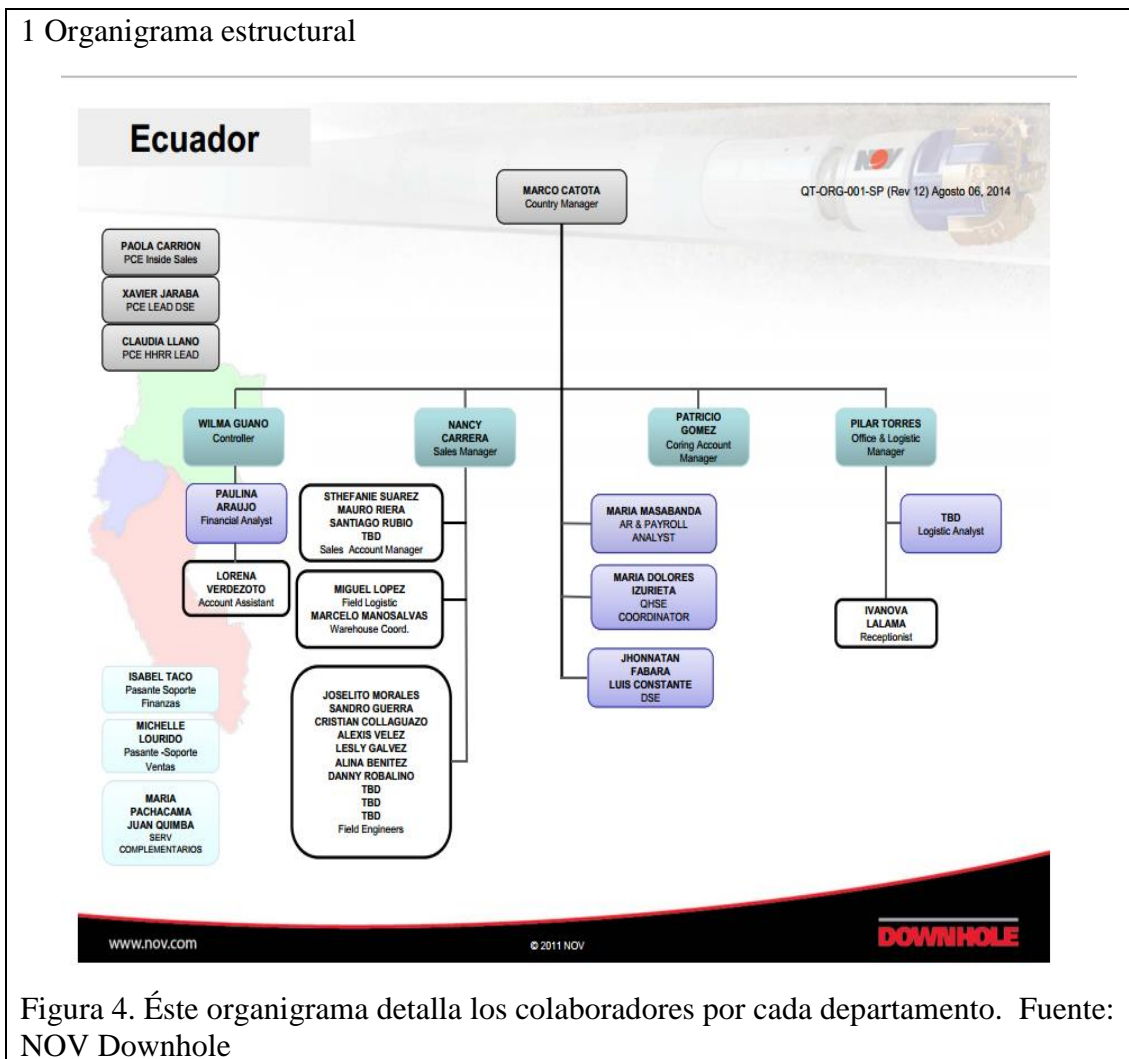 1 Organigrama estructural
Ecuador
NOV
QT-ORG-001-SP (Rev 12) Agosto 06, 2014
MARCO CATOTA
Country Manager
PAOLA CARRION
PCE Inside Sales
XAVIER JARABA
PCE LEAD DSE
CLAUDIA LLANO
PCE HHRR LEAD
WILMA GUANO
Controller
NANCY
CARRERA
Sales Manager
PATRICIO
GOMEZ
Coring Account
Manager
PILAR TORRES
Office & Logistic
Manager
PAULINA
ARAUJO
Financial Analyst
LORENA
VERDEZOTO
Account Assistant
STHEFANIE SUAREZ
MAURO RIERA
SANTIAGO RUBIO
TBD
Sales Account Manager
MIGUEL LOPEZ
Field Logistic
MARCELO MANOSALVAS
Warehouse Coord.
JOSELITO MORALES
SANDRO GUERRA
CRISTIAN COLLAGUAZO
ALEXIS VELEZ
LESLY GALVEZ
ALINA BENITEZ
DANNY ROBALINO
TBD
TBD
TBD
Field Engineers
MARIA MASABANDA
AR & PAYROLL
ANALYST
MARIA DOLORES
IZURIETA
QHSE
COORDINATOR
JHONNATAN
FABARA
LUIS CONSTANTE
DSE
TBD
Logistic Analyst
IVANOVA
LALAMA
Receptionist
ISABEL TACO
Pasante Soporte
Finanzas
MICHELLE
LOURIDO
Pasante -Soporte
Ventas
MARIA
PACHACAMA
JUAN QUIMBA
SERV
COMPLEMENTARIOS
www.nov.com
© 2011 NOV
DOWNHOLE
Figura 4. Éste organigrama detalla los colaboradores por cada departamento. Fuente:
NOV Downhole